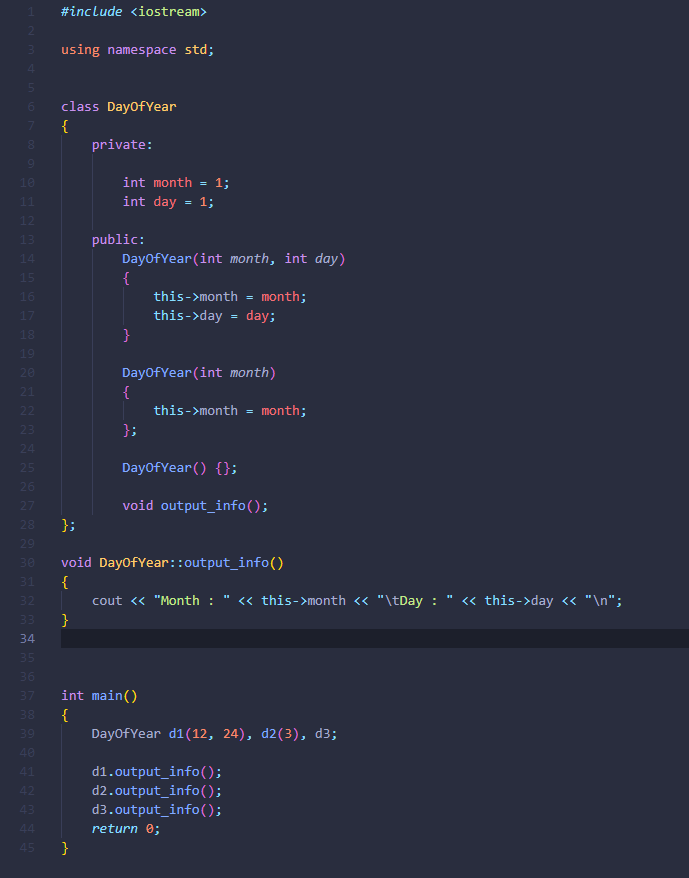 1 #include <iostream>
2
3 using namespace std;
4
5
6 class DayOfYear
7 {
8     private:
9
10         int month = 1;
11         int day = 1;
12
13     public:
14         DayOfYear(int month, int day)
15         {
16             this->month = month;
17             this->day = day;
18         }
19
20         DayOfYear(int month)
21         {
22             this->month = month;
23         };
24
25         DayOfYear() {};
26
27         void output_info();
28 };
29
30 void DayOfYear::output_info()
31 {
32     cout << "Month : " << this->month << "\tDay : " << this->day << "\n";
33 }
34
35
36
37 int main()
38 {
39     DayOfYear d1(12, 24), d2(3), d3;
40
41     d1.output_info();
42     d2.output_info();
43     d3.output_info();
44     return 0;
45 }